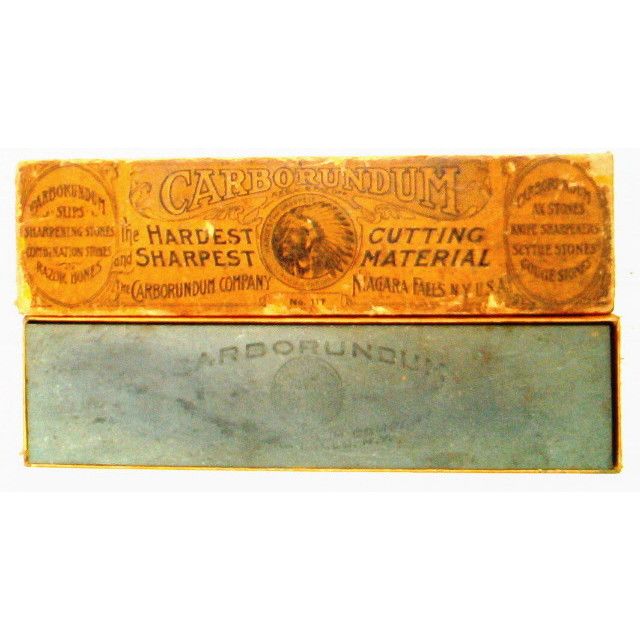 CARBORUNDUM
CARBORUNDUM
SLIPS
SHARPENING STONES
COMBINATION STONES
RAZOR HONES
The HARDEST
and SHARPEST
CUTTING
MATERIAL
THE CARBORUNDUM COMPANY
No. 117
NIAGARA FALLS N.Y. U.S.A.
CARBORUNDUM
AX STONES
KNIFE SHARPENERS
SCYTHE STONES
GOUGE STONES
CARBORUNDUM